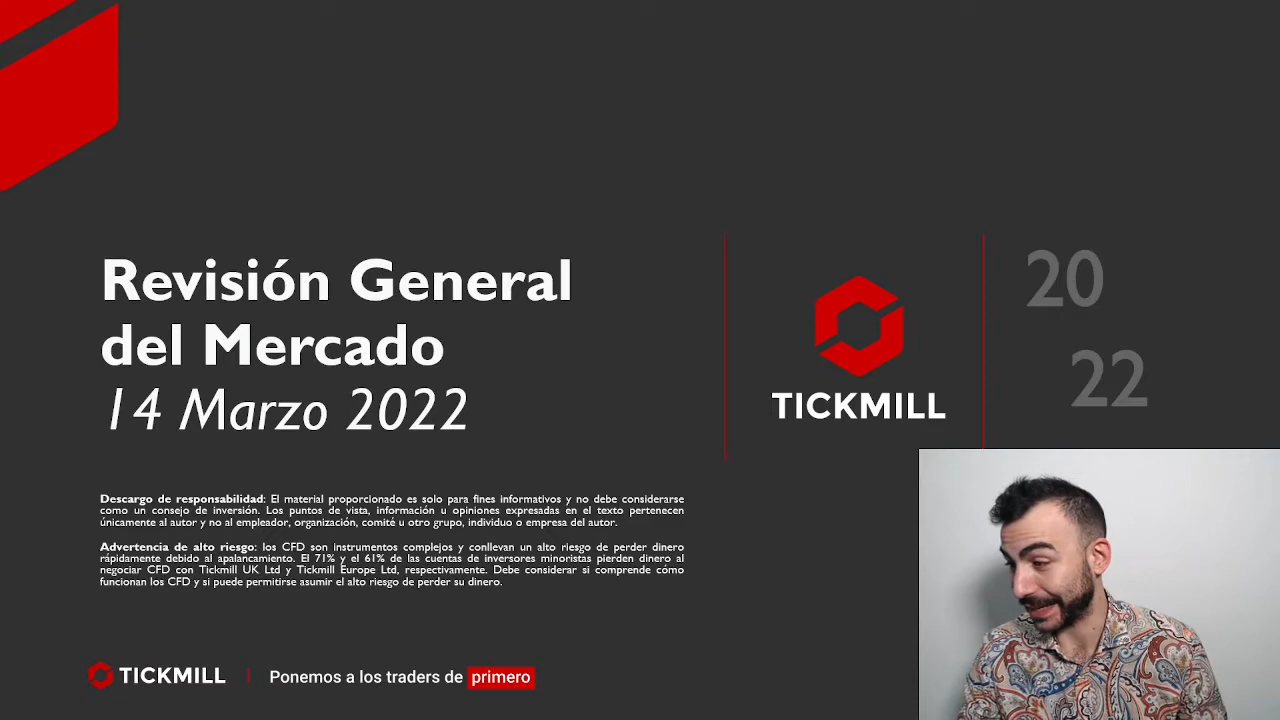 Revisión General
del Mercado
14 Marzo 2022
TICKMILL
20
22
Descargo de responsabilidad: El material proporcionado es solo para fines informativos y no debe considerarse
como un consejo de inversión. Los puntos de vista, información u opiniones expresadas en el texto pertenecen
únicamente al autor y no al empleador, organización, comité u otro grupo, individuo o empresa del autor.
Advertencia de alto riesgo: los CFD son instrumentos complejos y conllevan un alto riesgo de perder dinero
rápidamente debido al apalancamiento. El 71% y el 61% de las cuentas de inversores minoristas pierden dinero al
negociar CFD con Tickmill UK Ltd y Tickmill Europe Ltd, respectivamente. Debe considerar si comprende cómo
funcionan los CFD y si puede permitirse asumir el alto riesgo de perder su dinero.
TICKMILL | Ponemos a los traders de primero